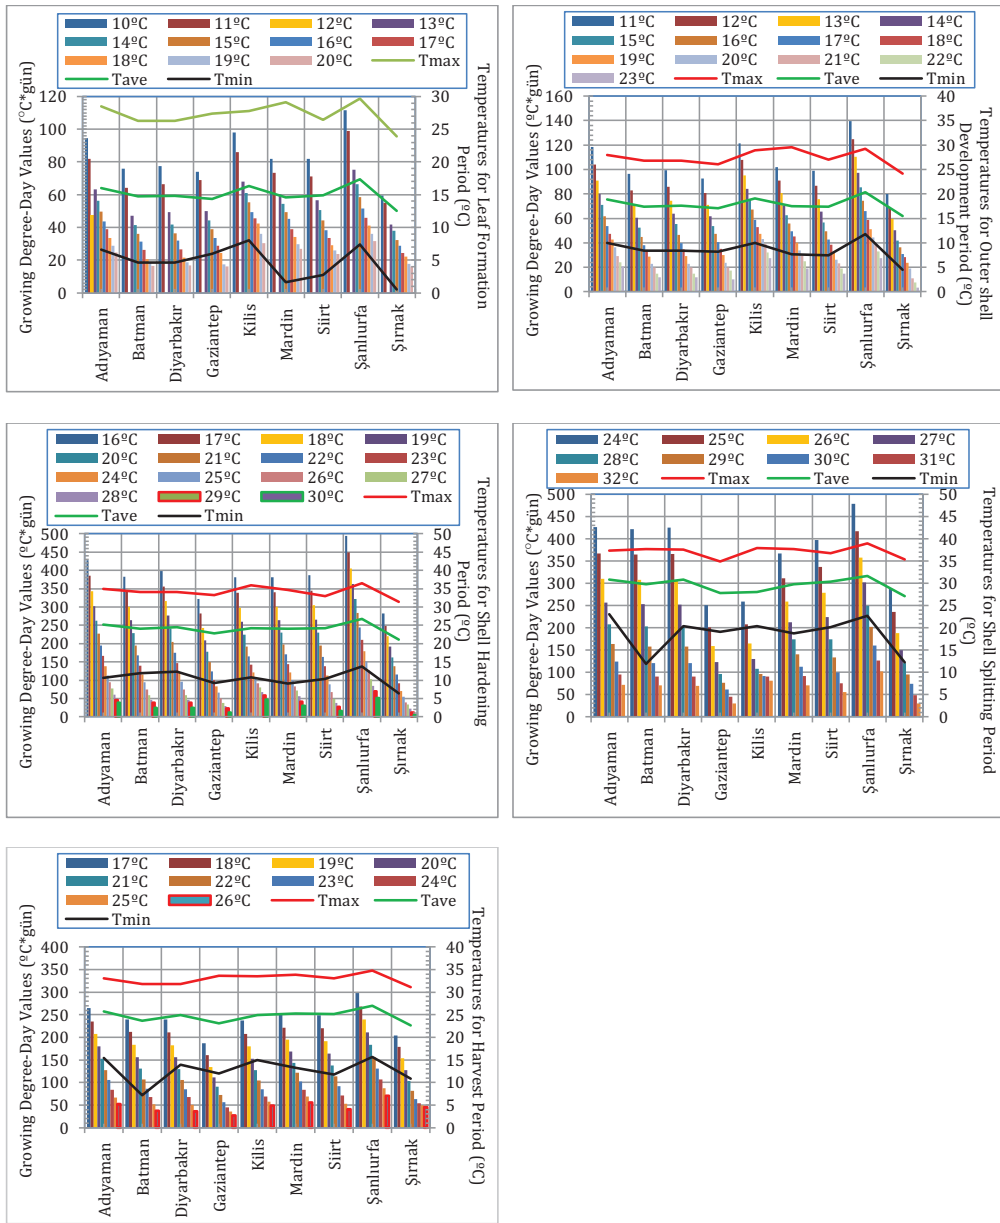 10ºC 11ºC 12ºC 13ºC
14ºC 15ºC 16ºC 17ºC
18ºC 19ºC 20ºC Tmax
Tave Tmin
Growing Degree-Day Values (°C*gün)
120
100
80
60
40
20
0
30
25
20
15
10
5
0
Temperatures for Leaf Formation
Period (ºC)
Adıyaman
Batman
Diyarbakır
Gaziantep
Kilis
Mardin
Siirt
Şanlıurfa
Şırnak
11ºC 12ºC 13ºC 14ºC
15ºC 16ºC 17ºC 18ºC
19ºC 20ºC 21ºC 22ºC
23ºC Tmax Tave Tmin
Growing Degree-Day Values (ºC*gün)
160
140
120
100
80
60
40
20
0
40
35
30
25
20
15
10
5
0
Temperatures for Outer shell
Development period (ºC)
Adıyaman
Batman
Diyarbakır
Gaziantep
Kilis
Mardin
Siirt
Şanlıurfa
Şırnak
16ºC 17ºC 18ºC 19ºC
20ºC 21ºC 22ºC 23ºC
24ºC 25ºC 26ºC 27ºC
28ºC 29ºC 30ºC Tmax
Tave Tmin
Growing Degree-Day Values (ºC*gün)
500
450
400
350
300
250
200
150
100
50
0
50
45
40
35
30
25
20
15
10
5
0
Temperatures for Shell Hardening
Period (ºC)
Adıyaman
Batman
Diyarbakır
Gaziantep
Kilis
Mardin
Siirt
Şanlıurfa
Şırnak
24ºC 25ºC 26ºC 27ºC
28ºC 29ºC 30ºC 31ºC
32ºC Tmax Tave Tmin
Growing Degree-Day Values (°C*gün)
500
450
400
350
300
250
200
150
100
50
0
50
45
40
35
30
25
20
15
10
5
0
Temperatures for Shell Splitting Period
(ºC)
Adıyaman
Batman
Diyarbakır
Gaziantep
Kilis
Mardin
Siirt
Şanlıurfa
Şırnak
17ºC 18ºC 19ºC 20ºC
21ºC 22ºC 23ºC 24ºC
25ºC 26ºC Tmax Tave
Tmin
Growing Degree-Day Values (ºC*gün)
400
350
300
250
200
150
100
50
0
40
35
30
25
20
15
10
5
0
Temperatures for Harvest Period (ºC)
Adıyaman
Batman
Diyarbakır
Gaziantep
Kilis
Mardin
Siirt
Şanlıurfa
Şırnak